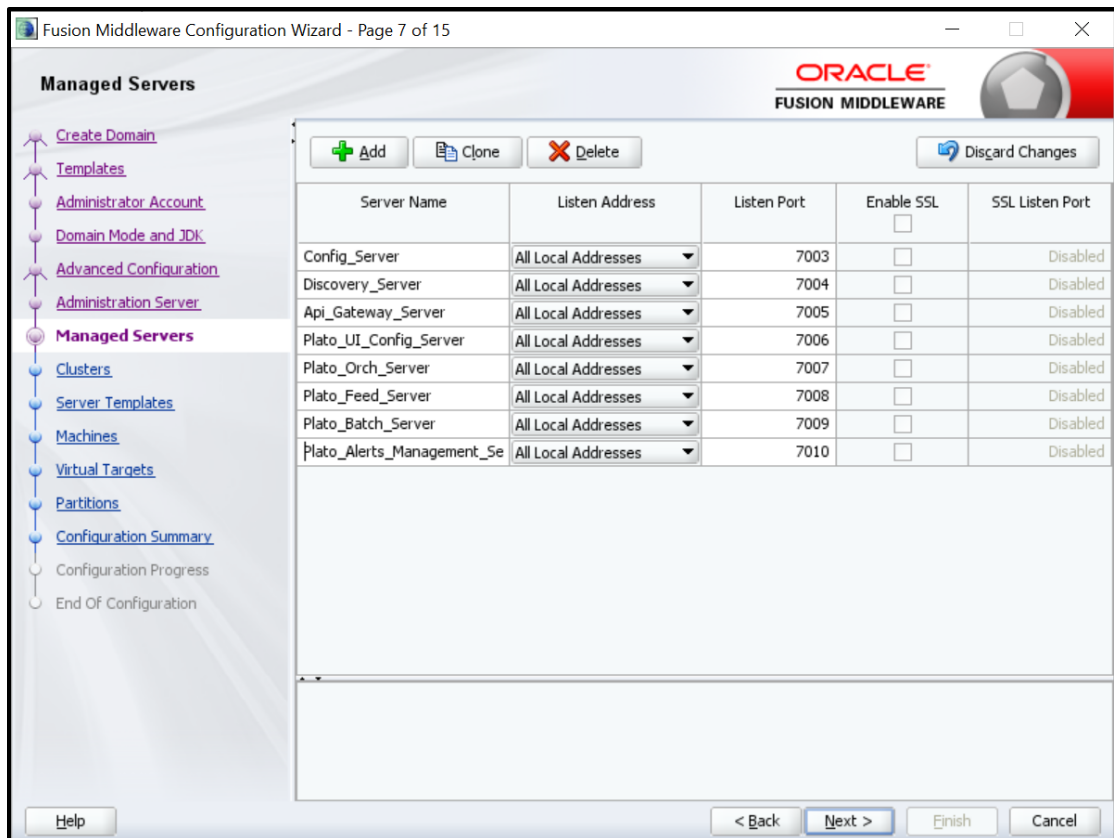 Fusion Middleware Configuration Wizard - Page 7 of 15
Managed Servers
ORACLE
FUSION MIDDLEWARE
Create Domain
Templates
Administrator Account
Domain Mode and JDK
Advanced Configuration
Administration Server
Managed Servers
Clusters
Server Templates
Machines
Virtual Targets
Partitions
Configuration Summary
Configuration Progress
End Of Configuration
Add Clone Delete Discard Changes
Server Name Listen Address Listen Port Enable SSL SSL Listen Port
Config_Server All Local Addresses 7003 Disabled
Discovery_Server All Local Addresses 7004 Disabled
Api_Gateway_Server All Local Addresses 7005 Disabled
Plato_UI_Config_Server All Local Addresses 7006 Disabled
Plato_Orch_Server All Local Addresses 7007 Disabled
Plato_Feed_Server All Local Addresses 7008 Disabled
Plato_Batch_Server All Local Addresses 7009 Disabled
Plato_Alerts_Management_Se All Local Addresses 7010 Disabled
Help < Back Next > Finish Cancel